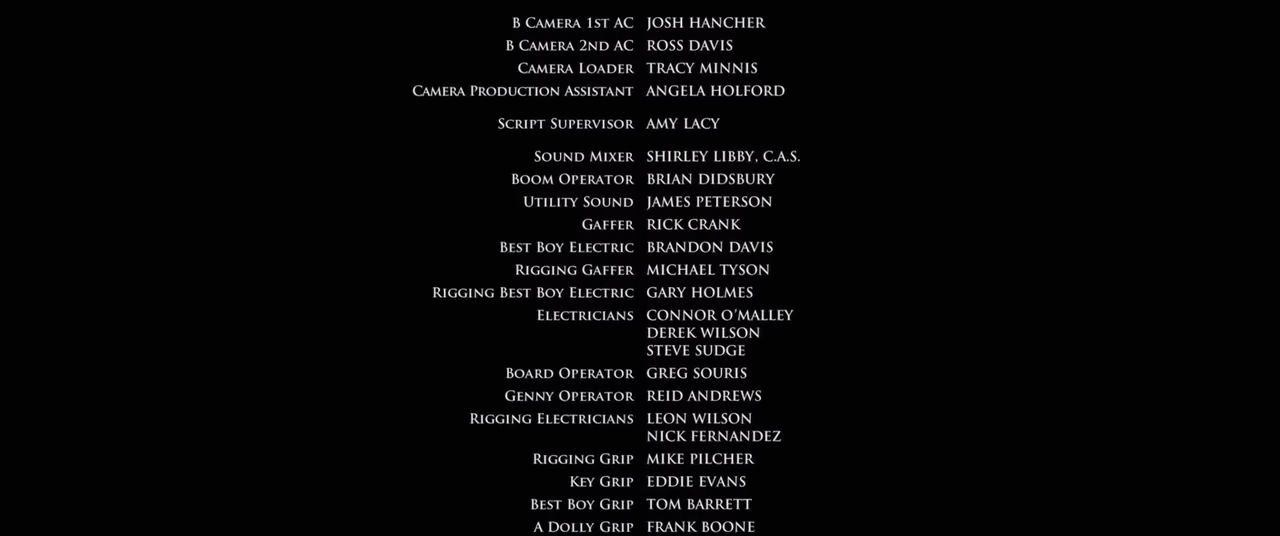 B Camera 1st AC JOSH HANCHER
B Camera 2nd AC ROSS DAVIS
Camera Loader TRACY MINNIS
Camera Production Assistant ANGELA HOLFORD
Script Supervisor AMY LACY
Sound Mixer SHIRLEY LIBBY, C.A.S.
Boom Operator BRIAN DIDSBURY
Utility Sound JAMES PETERSON
Gaffer RICK CRANK
Best Boy Electric BRANDON DAVIS
Rigging Gaffer MICHAEL TYSON
Rigging Best Boy Electric GARY HOLMES
Electricians CONNOR O'MALLEY
DEREK WILSON
STEVE SUDGE
Board Operator GREG SOURIS
Genny Operator REID ANDREWS
Rigging Electricians LEON WILSON
NICK FERNANDEZ
Rigging Grip MIKE PILCHER
Key Grip EDDIE EVANS
Best Boy Grip TOM BARRETT
A Dolly Grip FRANK BOONE